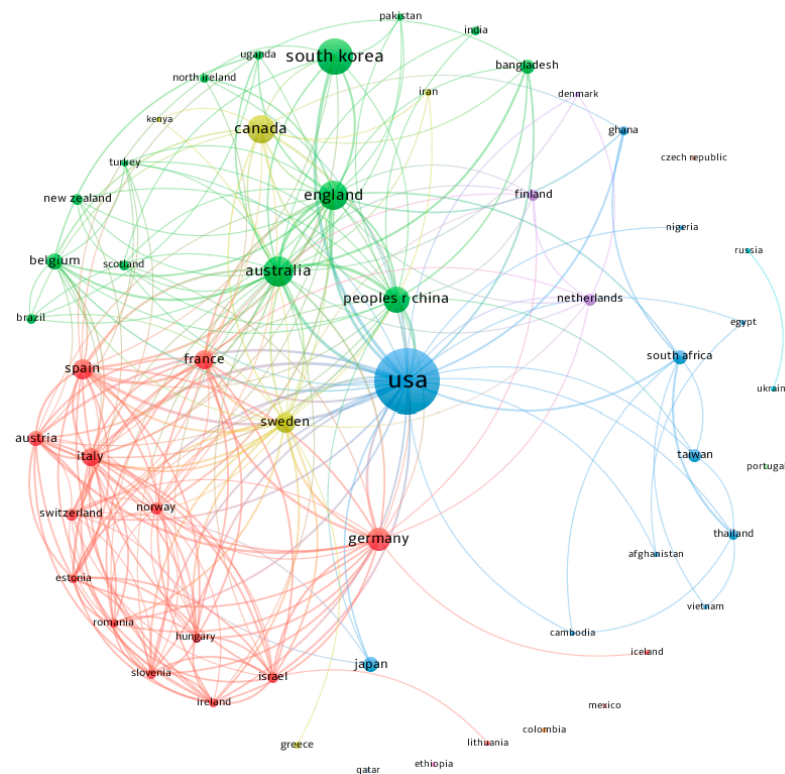 pakistan
india
south korea
uganda
bangladesh
north ireland
iran
denmark
kenya
canada
ghana
czech republic
turkey
england
finland
new zealand
nigeria
russia
belgium
scotland
australia
peoples r china
netherlands
brazil
egypt
south africa
france
spain
usa
ukrain
sweden
austria
italy
taiwan
portugal
switzerland
norway
thailand
germany
afghanistan
estonia
vietnam
romania
hungary
cambodia
iceland
japan
slovenia
israel
ireland
mexico
colombia
greece
lithuania
ethiopia
qatar